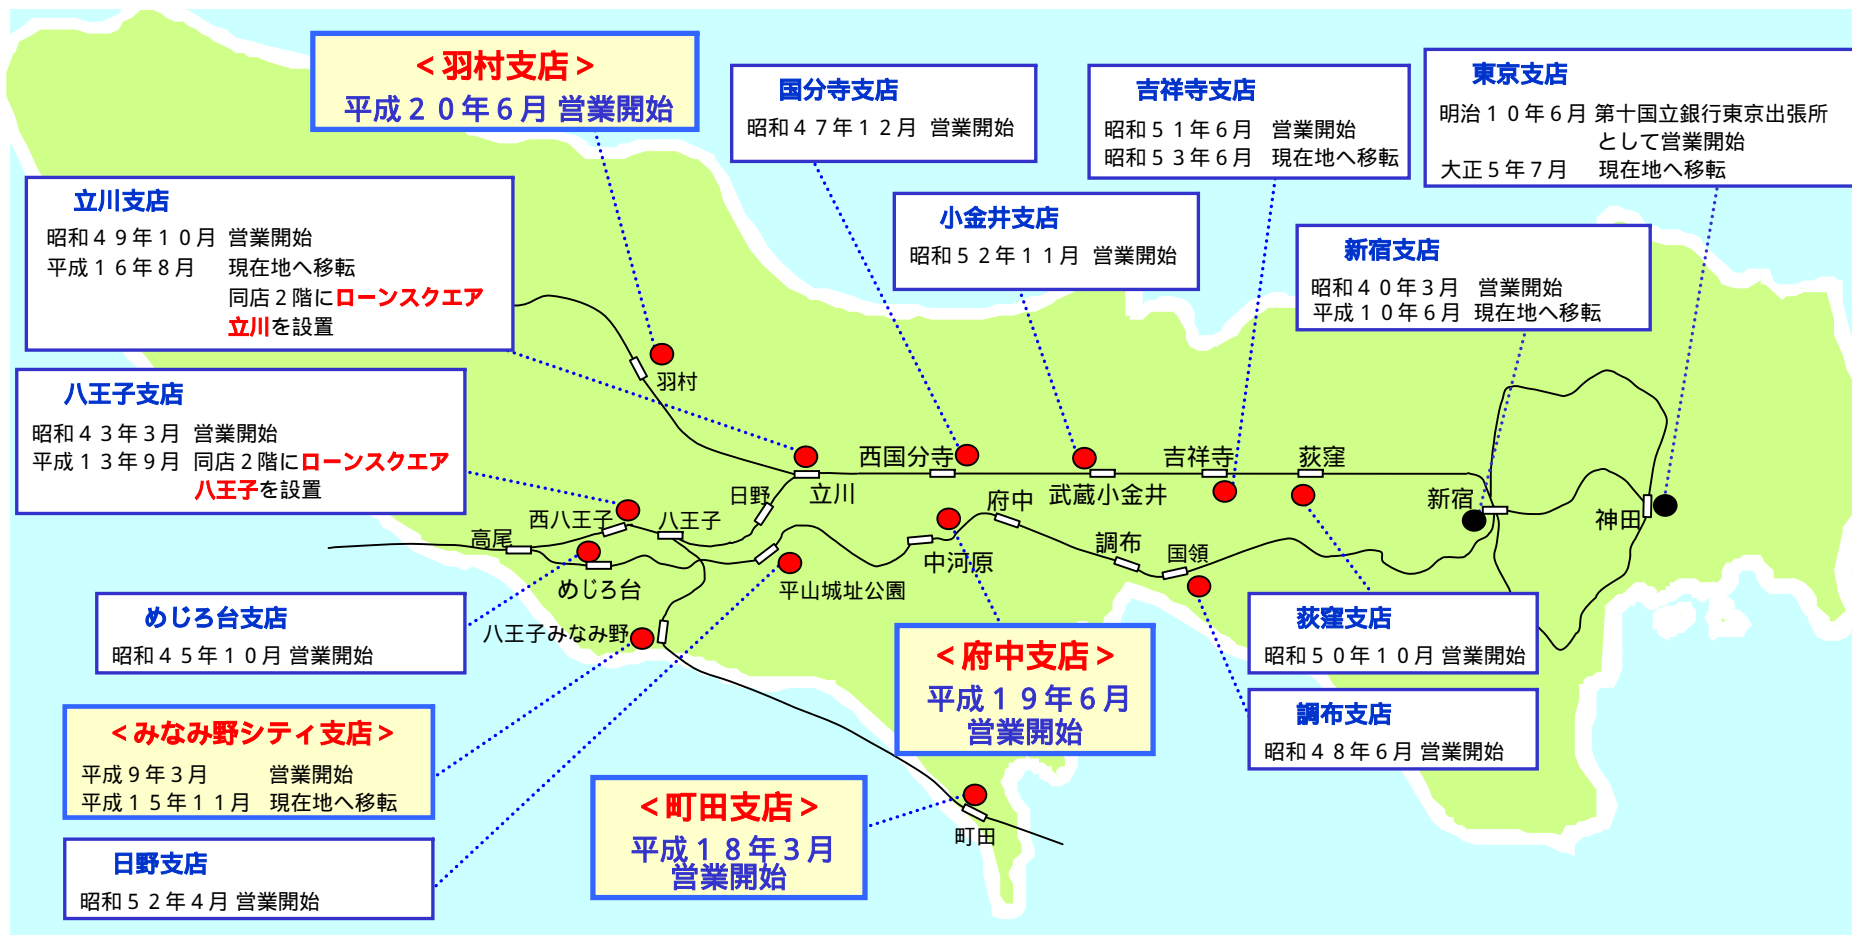 ＜羽村支店＞
平成２０年６月 営業開始
国分寺支店
昭和４７年１２月 営業開始
吉祥寺支店
昭和５１年６月 営業開始
昭和５３年６月 現在地へ移転
東京支店
明治１０年６月 第十国立銀行東京出張所
として営業開始
大正５年７月 現在地へ移転
立川支店
昭和４９年１０月 営業開始
平成１６年８月 現在地へ移転
同店２階にローンスクエア
立川を設置
小金井支店
昭和５２年１１月 営業開始
新宿支店
昭和４０年３月 営業開始
平成１０年６月 現在地へ移転
八王子支店
昭和４３年３月 営業開始
平成１３年９月 同店２階にローンスクエア
八王子を設置
羽村
西国分寺
吉祥寺
荻窪
日野
立川
府中
武蔵小金井
新宿
神田
高尾
西八王子
八王子
中河原
調布
国領
めじろ台
平山城址公園
八王子みなみ野
めじろ台支店
昭和４５年１０月 営業開始
＜府中支店＞
平成１９年６月
営業開始
荻窪支店
昭和５０年１０月 営業開始
調布支店
昭和４８年６月 営業開始
＜みなみ野シティ支店＞
平成９年３月 営業開始
平成１５年１１月 現在地へ移転
＜町田支店＞
平成１８年３月
営業開始
町田
日野支店
昭和５２年４月 営業開始